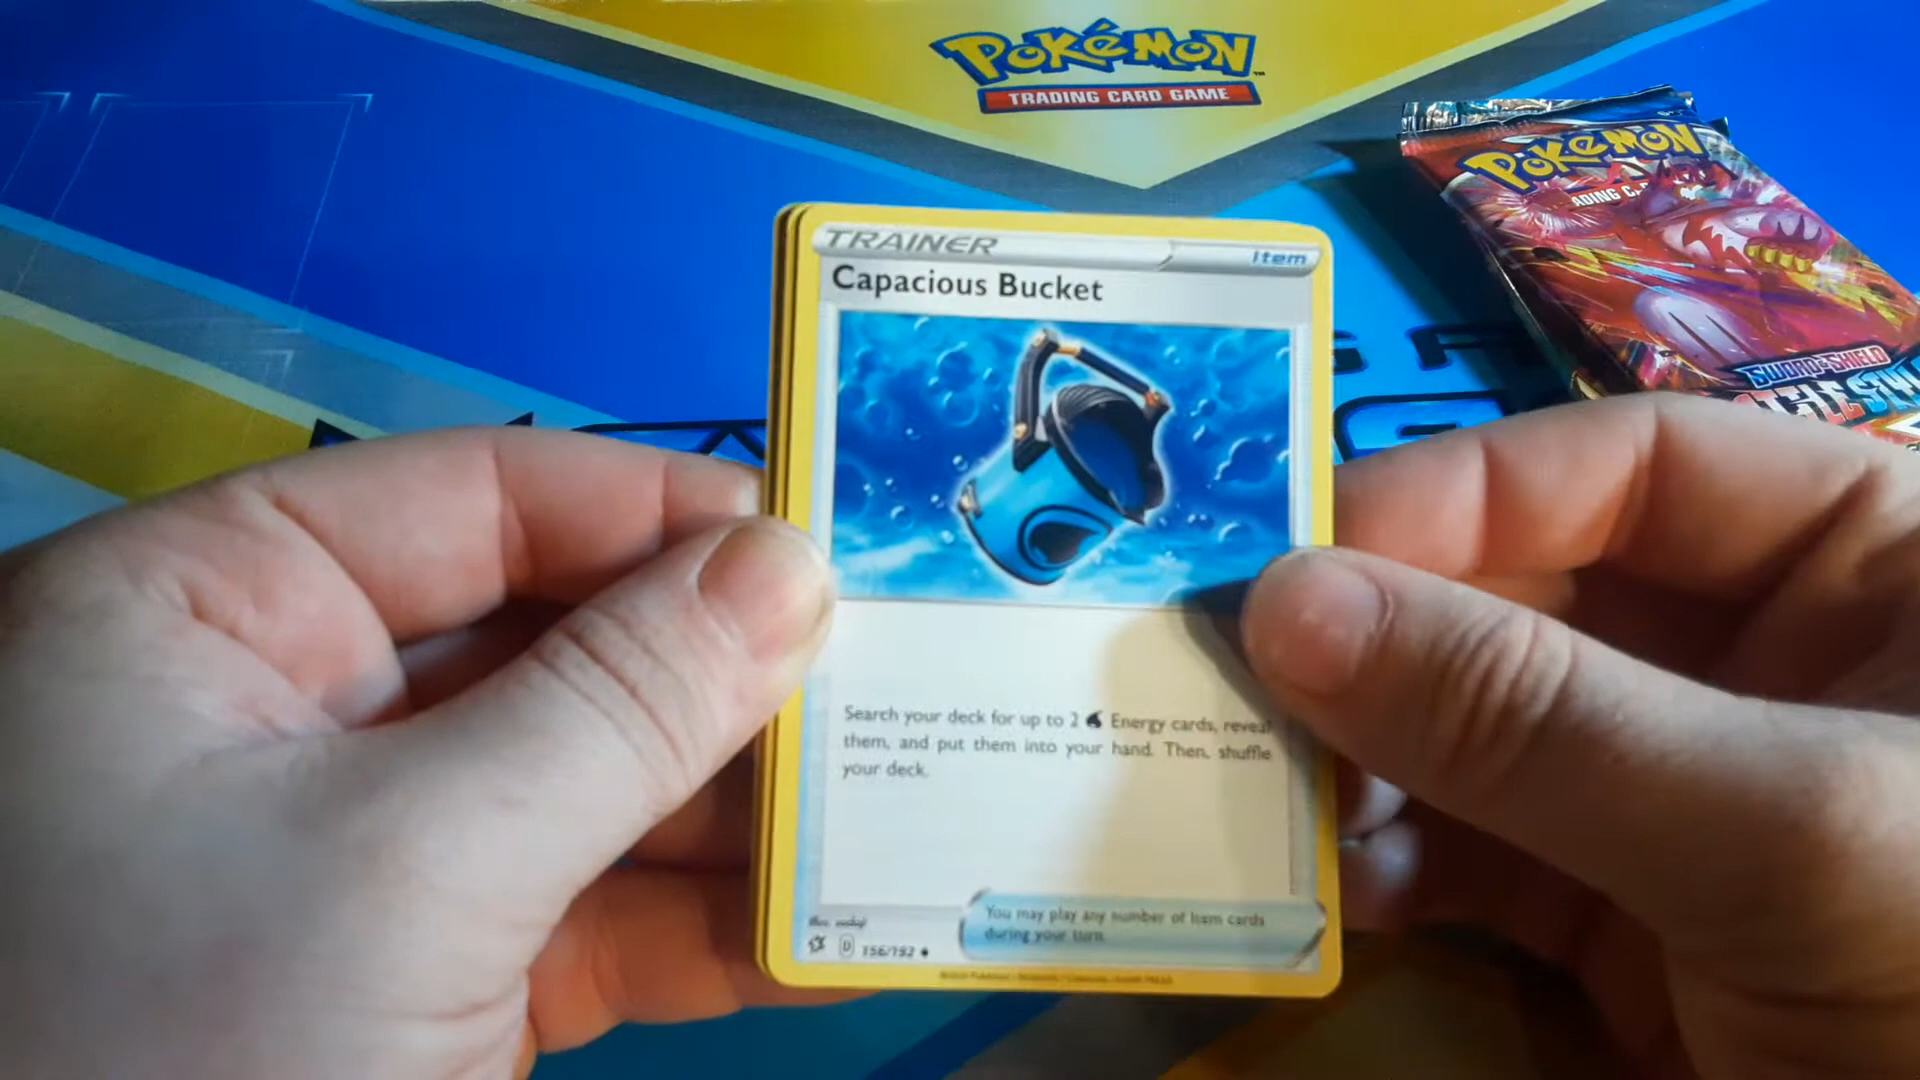 POKéMON
TRADING CARD GAME
POKéMON
ADING C
SWORD & SHIELD
TRAINER
Item
Capacious Bucket
Search your deck for up to 2 Energy cards, reveal
them, and put them into your hand. Then, shuffle
your deck.
You may play any number of Item cards
during your turn.
D 156/192